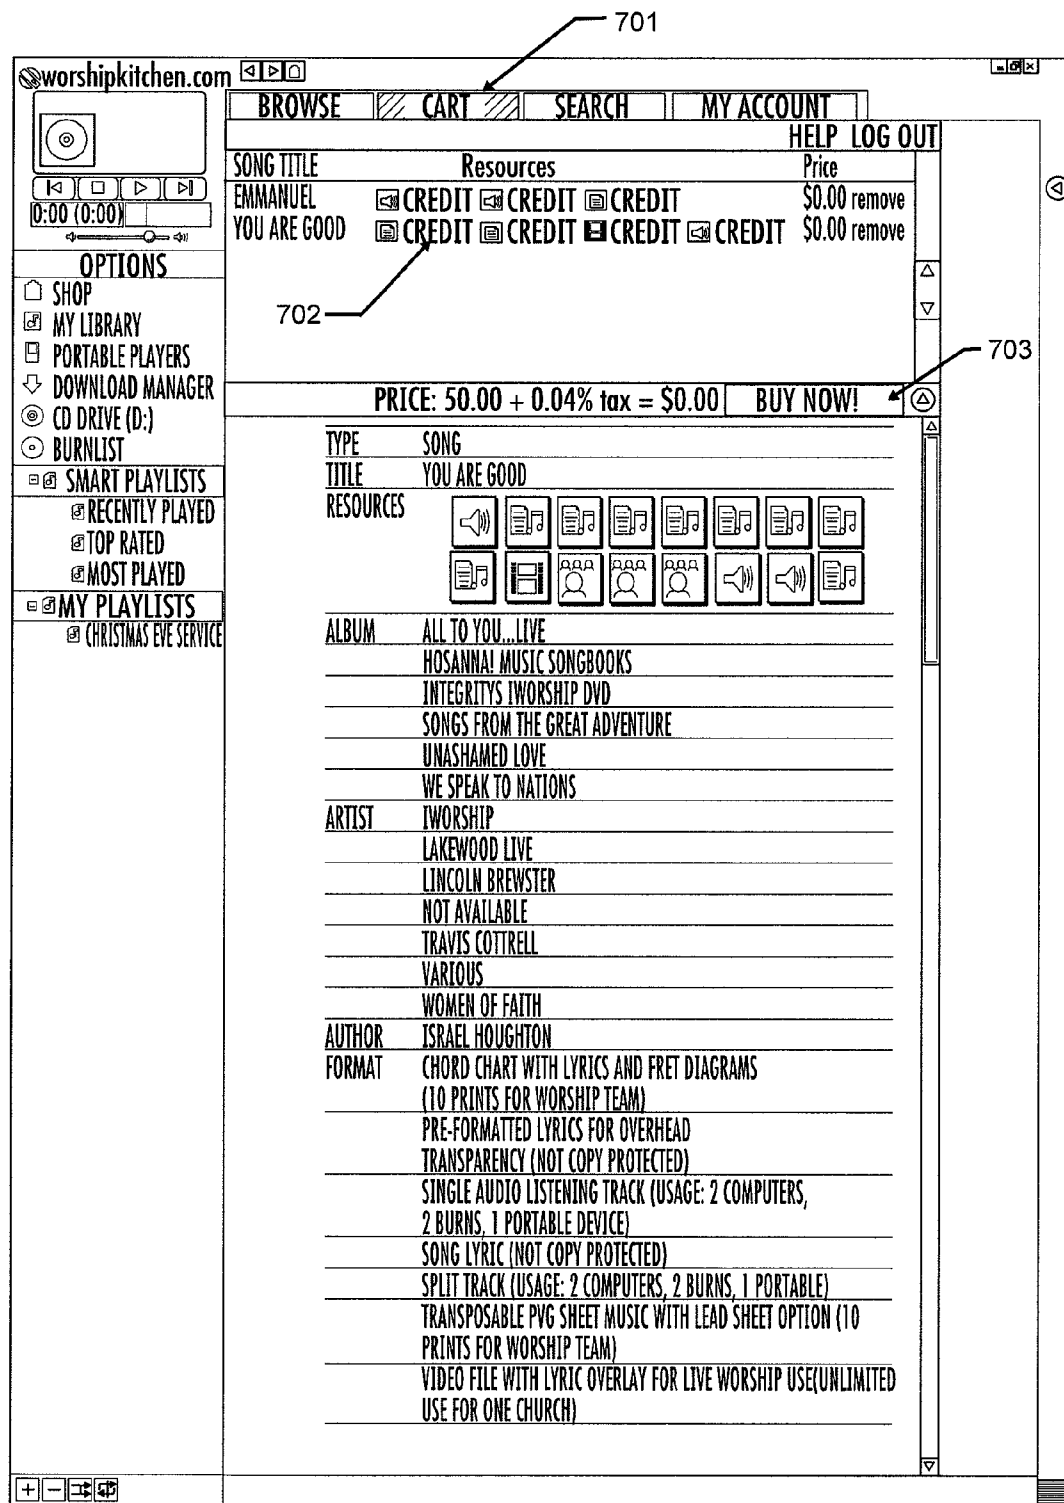 701
worshipkitchen.com
BROWSE CART SEARCH MY ACCOUNT
HELP LOG OUT
SONG TITLE Resources Price
EMMANUEL CREDIT CREDIT CREDIT $0.00 remove
YOU ARE GOOD CREDIT CREDIT CREDIT CREDIT $0.00 remove
702
703
PRICE: 50.00 + 0.04% tax = $0.00 BUY NOW!
0:00 (0:00)
OPTIONS
SHOP
MY LIBRARY
PORTABLE PLAYERS
DOWNLOAD MANAGER
CD DRIVE (D:)
BURNLIST
SMART PLAYLISTS
RECENTLY PLAYED
TOP RATED
MOST PLAYED
MY PLAYLISTS
CHRISTMAS EVE SERVICE
TYPE SONG
TITLE YOU ARE GOOD
RESOURCES
ALBUM ALL TO YOU...LIVE
HOSANNA! MUSIC SONGBOOKS
INTEGRITYS IWORSHIP DVD
SONGS FROM THE GREAT ADVENTURE
UNASHAMED LOVE
WE SPEAK TO NATIONS
ARTIST IWORSHIP
LAKEWOOD LIVE
LINCOLN BREWSTER
NOT AVAILABLE
TRAVIS COTTRELL
VARIOUS
WOMEN OF FAITH
AUTHOR ISRAEL HOUGHTON
FORMAT CHORD CHART WITH LYRICS AND FRET DIAGRAMS
(10 PRINTS FOR WORSHIP TEAM)
PRE-FORMATTED LYRICS FOR OVERHEAD
TRANSPARENCY (NOT COPY PROTECTED)
SINGLE AUDIO LISTENING TRACK (USAGE: 2 COMPUTERS,
2 BURNS, 1 PORTABLE DEVICE)
SONG LYRIC (NOT COPY PROTECTED)
SPLIT TRACK (USAGE: 2 COMPUTERS, 2 BURNS, 1 PORTABLE)
TRANSPOSABLE PVG SHEET MUSIC WITH LEAD SHEET OPTION (10
PRINTS FOR WORSHIP TEAM)
VIDEO FILE WITH LYRIC OVERLAY FOR LIVE WORSHIP USE(UNLIMITED
USE FOR ONE CHURCH)